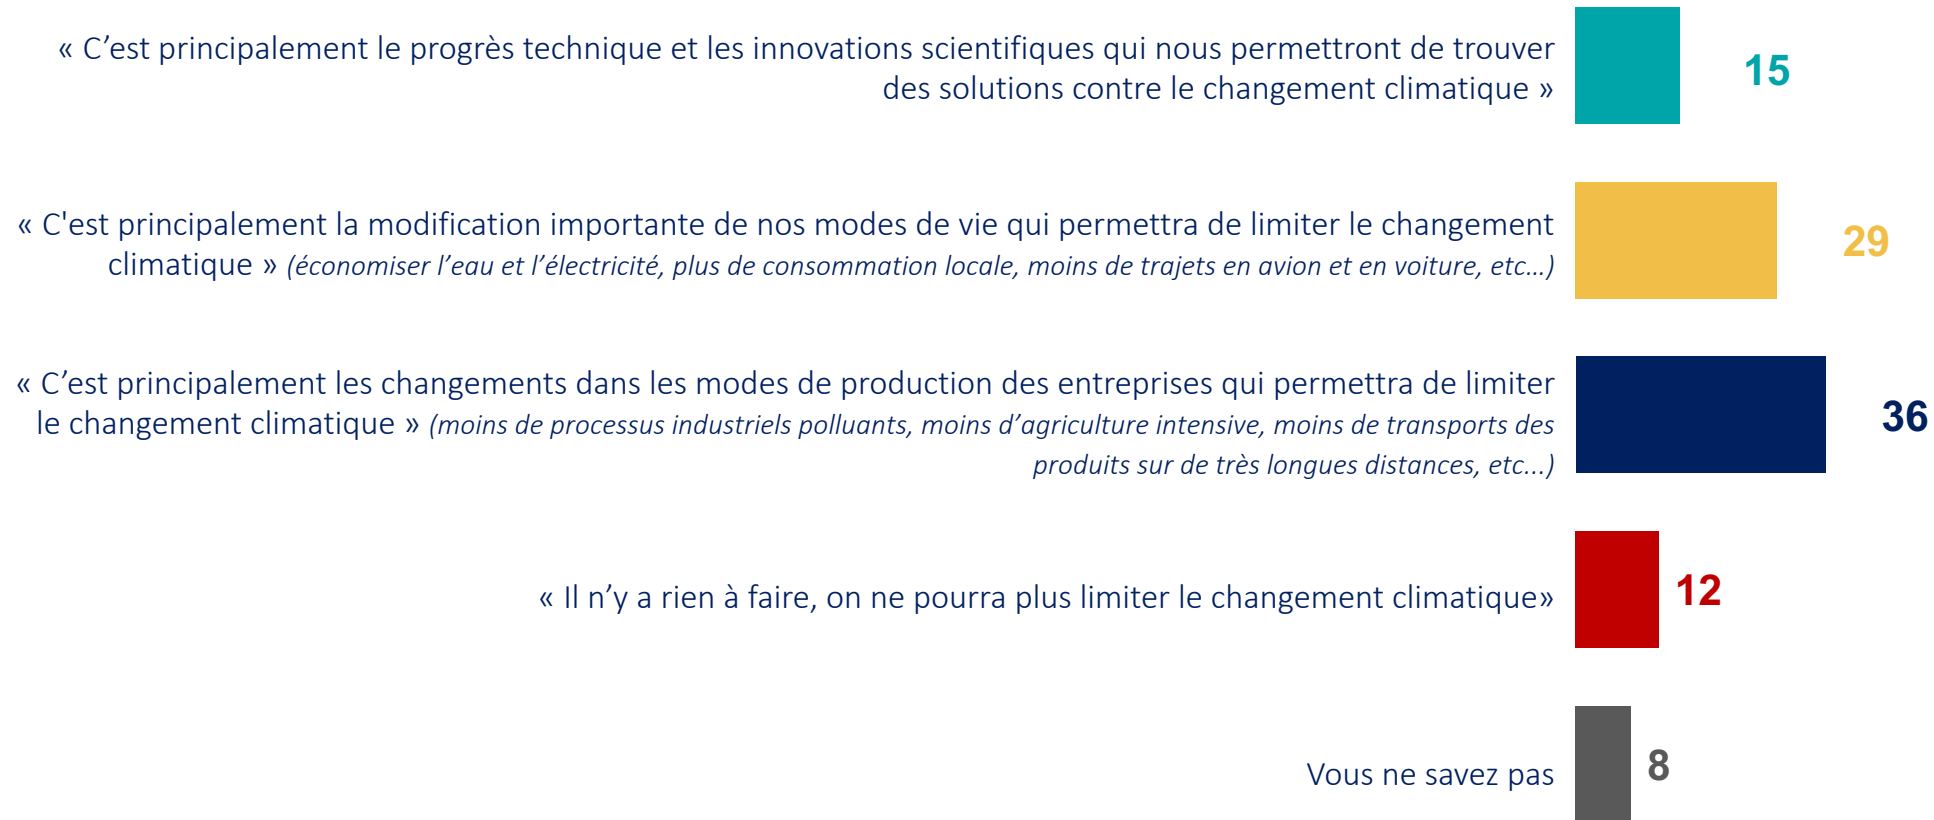 « C’est principalement le progrès technique et les innovations scientifiques qui nous permettront de trouver
des solutions contre le changement climatique »
15
« C'est principalement la modification importante de nos modes de vie qui permettra de limiter le changement
climatique » (économiser l’eau et l’électricité, plus de consommation locale, moins de trajets en avion et en voiture, etc…)
29
« C’est principalement les changements dans les modes de production des entreprises qui permettra de limiter
le changement climatique » (moins de processus industriels polluants, moins d’agriculture intensive, moins de transports des
produits sur de très longues distances, etc...)
36
« Il n’y a rien à faire, on ne pourra plus limiter le changement climatique»
12
Vous ne savez pas
8